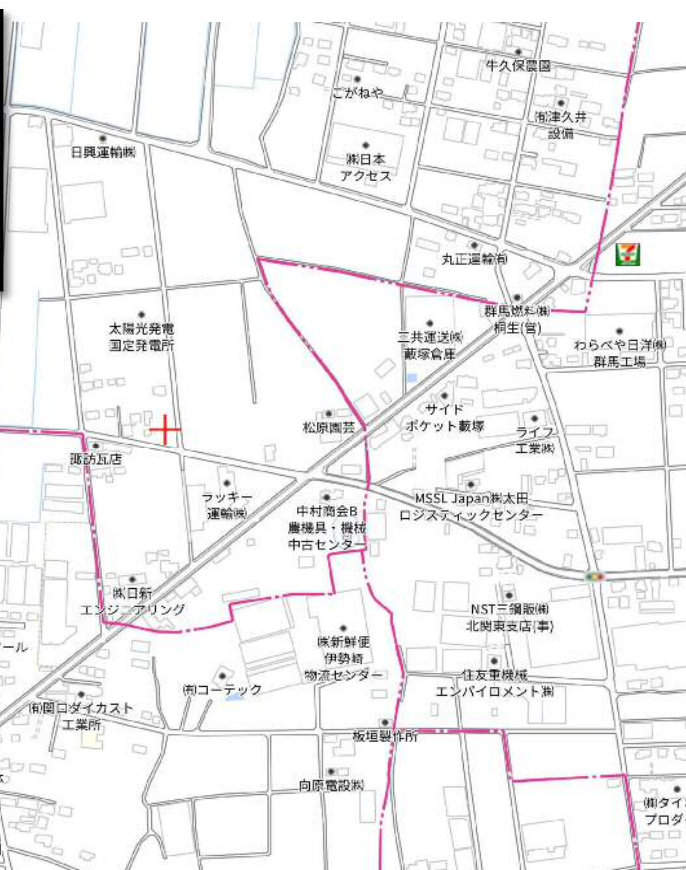 牛久保農園
こがねや
㈲津久井
設備
日興運輸㈱
㈱日本
アクセス
丸正運輸㈲
群馬燃料㈱
桐生(営)
太陽光発電
国定発電所
三共運送㈱
藪塚倉庫
わらべや日洋㈱
群馬工場
サイド
ポケット藪塚
松原園芸
ライフ
工業㈱
諏訪瓦店
ラッキー
運輸㈱
MSSL Japan㈱太田
ロジスティックセンター
中村商会B
農機具・機械
中古センター
㈱日新
エンジニアリング
NST三鋼販㈱
北関東支店(事)
ール
㈱新鮮便
伊勢崎
物流センター
㈲コーテック
住友重機械
エンバイロメント㈱
㈲関口ダイカスト
工業所
板垣製作所
向原電設㈱
㈱タイ
プロダ